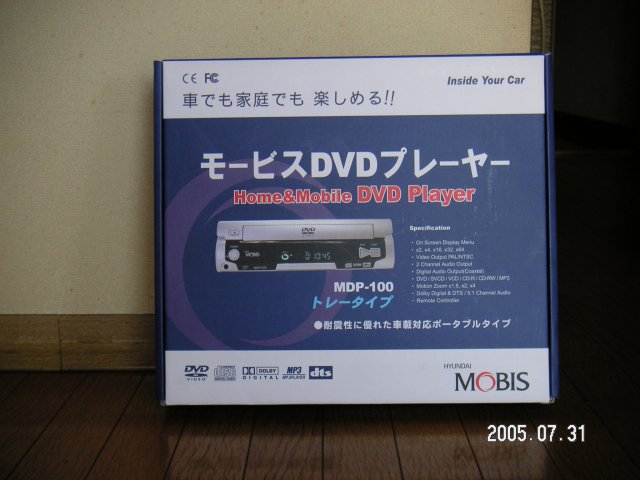 CE FC
Inside Your Car
車でも家庭でも 楽しめる!!
モービスDVDプレーヤー
Home&Mobile DVD Player
DVD
MOBIS
01:0:45
MDP-100
トレータイプ
●耐震性に優れた車載対応ポータブルタイプ
Specification
• On Screen Display Menu
• x2, x4, x16, x32, x64
• Video Output PAL/NTSC
• 2 Channel Audio Output
• Digital Audio Output(Coaxial)
• DVD / SVCD / VCD / CD-R / CD-RW / MP3
• Motion Zoom x1.5, x2, x4
• Dolby Digital & DTS / 5.1 Channel Audio
• Remote Controller
DVD VIDEO
DOLBY DIGITAL
MP3
MP-3PLAYER
dts
HYUNDAI
MOBIS
2005.07.31